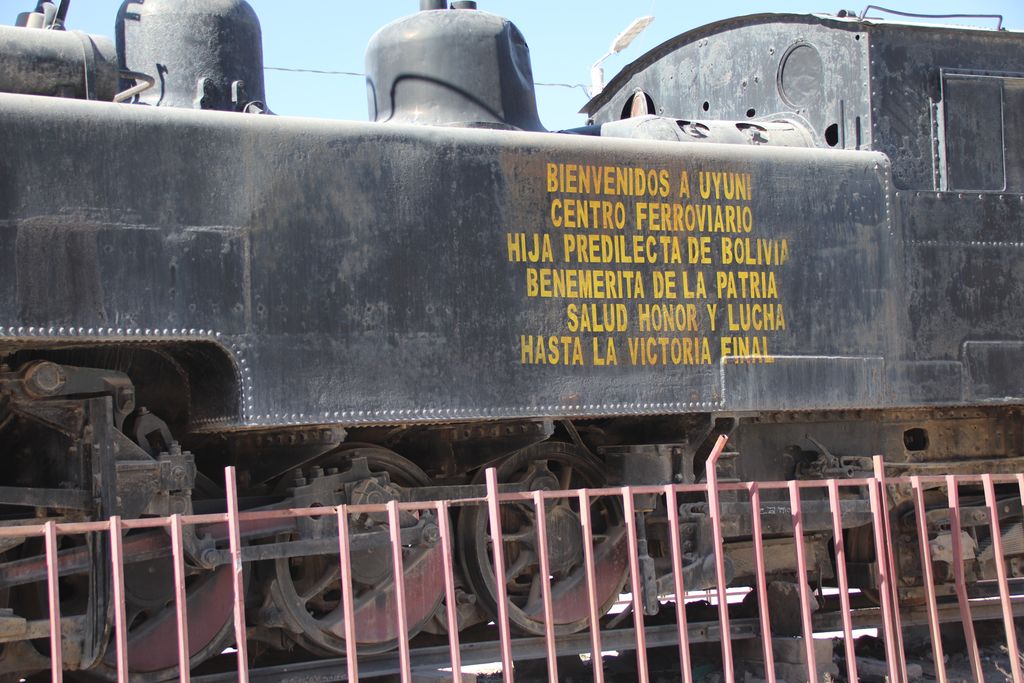 BIENVENIDOS A UYUNI
CENTRO FERROVIARIO
HIJA PREDILECTA DE BOLIVIA
BENEMERITA DE LA PATRIA
SALUD HONOR Y LUCHA
HASTA LA VICTORIA FINAL